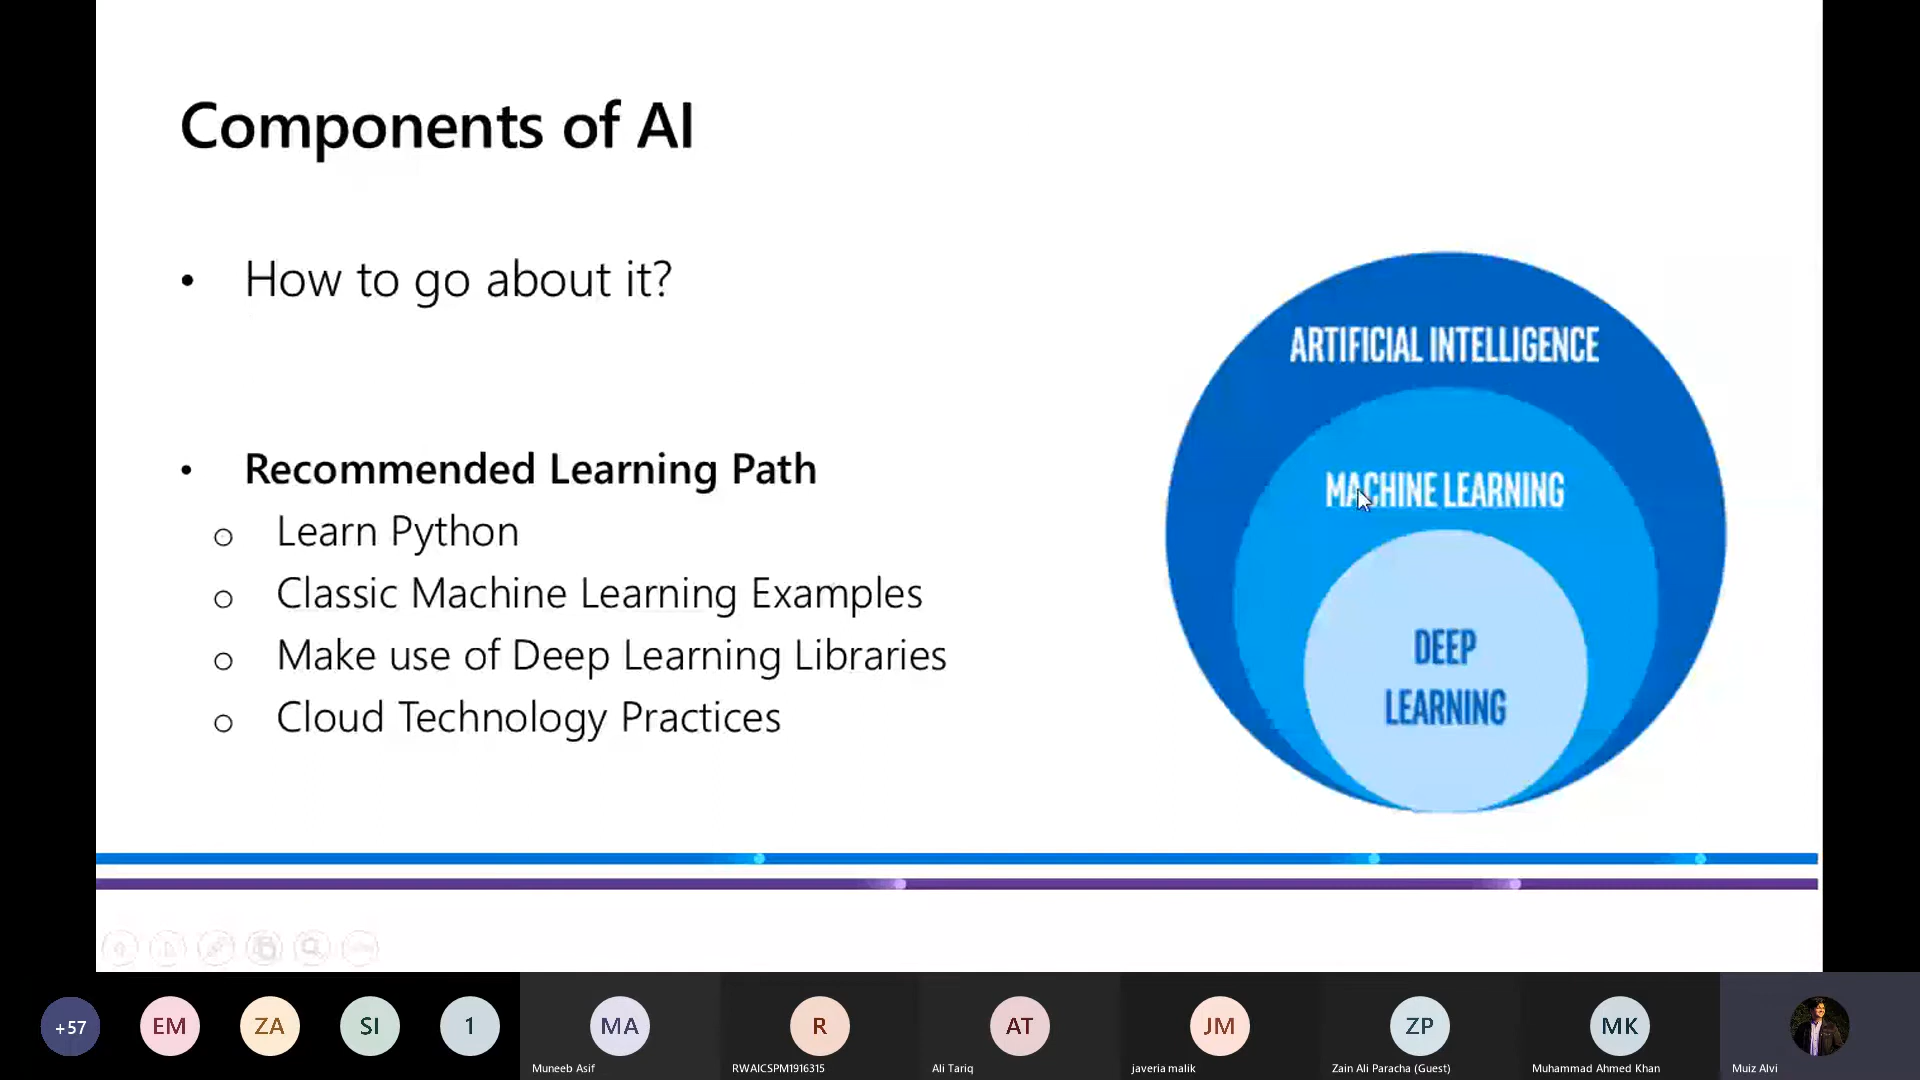 Components of AI
• How to go about it?
• Recommended Learning Path
o Learn Python
o Classic Machine Learning Examples
o Make use of Deep Learning Libraries
o Cloud Technology Practices
ARTIFICIAL INTELLIGENCE
MACHINE LEARNING
DEEP
LEARNING
+57
EM
ZA
SI
1
MA
Muneeb Asif
R
RWAICSPM1916315
AT
Ali Tariq
JM
javeria malik
ZP
Zain Ali Paracha (Guest)
MK
Muhammad Ahmed Khan
Muiz Alvi